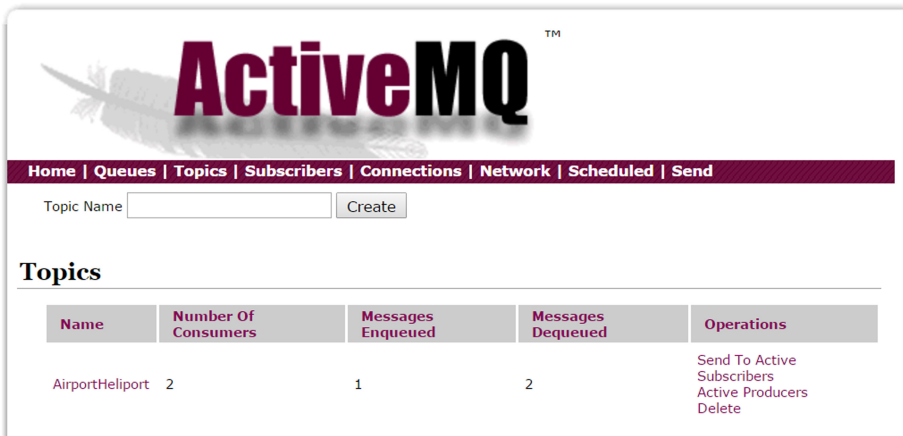 ActiveMQ TM
Home | Queues | Topics | Subscribers | Connections | Network | Scheduled | Send
Topic Name Create
Topics
Name Number Of Consumers Messages Enqueued Messages Dequeued Operations
AirportHeliport 2 1 2 Send To Active Subscribers
Active Producers
Delete